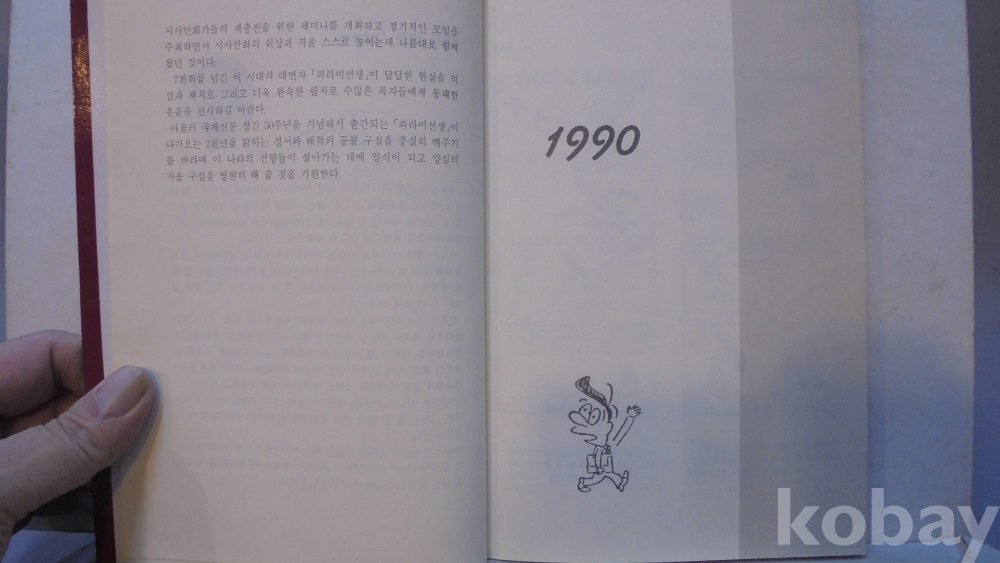 시사만화가들의 재충전을 위한 세미나를 개최하고 정기적인 모임을
주최하면서 시사만화의 위상과 격을 스스로 높이는데 나름대로 힘써
왔던 것이다.
7천회를 넘긴 이 시대의 대변자 「피라미선생」이 답답한 현실을 익
살과 재치로 그리고 더욱 완숙한 필치로 수많은 독자들에게 통쾌한
웃음을 선사하길 바란다.
아울러 국제신문 창간 50주년을 기념해서 출간되는 「피라미선생」이
다가오는 2천년을 밝히는 정서와 해학의 등불 구실을 충실히 해주기
를 바라며 이 나라의 선량들이 살아가는 데에 양식이 되고 양심의
거울 구실을 영원히 해 줄 것을 기원한다.
1990
kobay